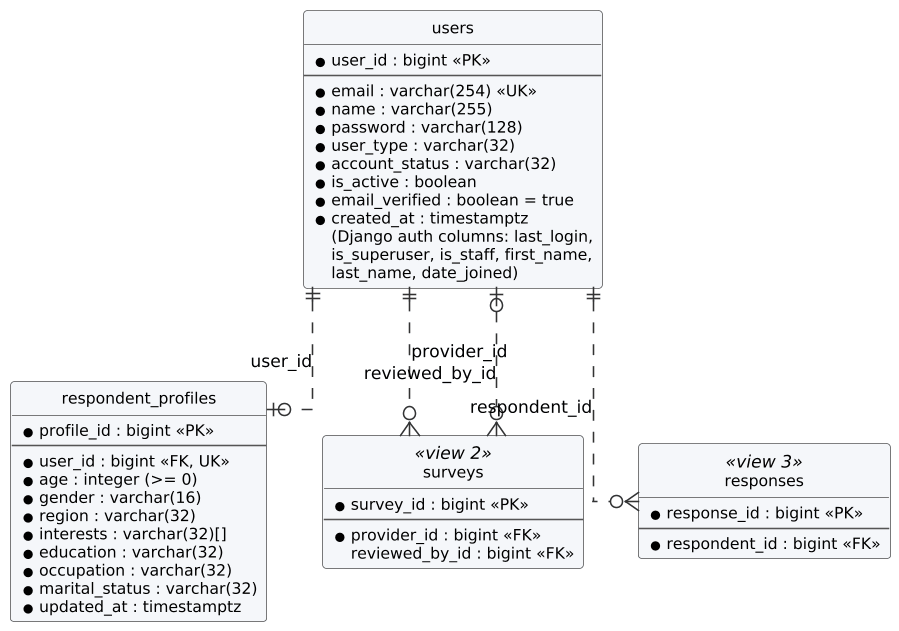 users
● user_id : bigint «PK»
● email : varchar(254) «UK»
● name : varchar(255)
● password : varchar(128)
● user_type : varchar(32)
● account_status : varchar(32)
● is_active : boolean
● email_verified : boolean = true
● created_at : timestamptz
(Django auth columns: last_login,
is_superuser, is_staff, first_name,
last_name, date_joined)
user_id
provider_id
reviewed_by_id
respondent_id
respondent_profiles
● profile_id : bigint «PK»
● user_id : bigint «FK, UK»
● age : integer (>= 0)
● gender : varchar(16)
● region : varchar(32)
● interests : varchar(32)[]
● education : varchar(32)
● occupation : varchar(32)
● marital_status : varchar(32)
● updated_at : timestamptz
«view 2»
surveys
● survey_id : bigint «PK»
● provider_id : bigint «FK»
reviewed_by_id : bigint «FK»
«view 3»
responses
● response_id : bigint «PK»
● respondent_id : bigint «FK»